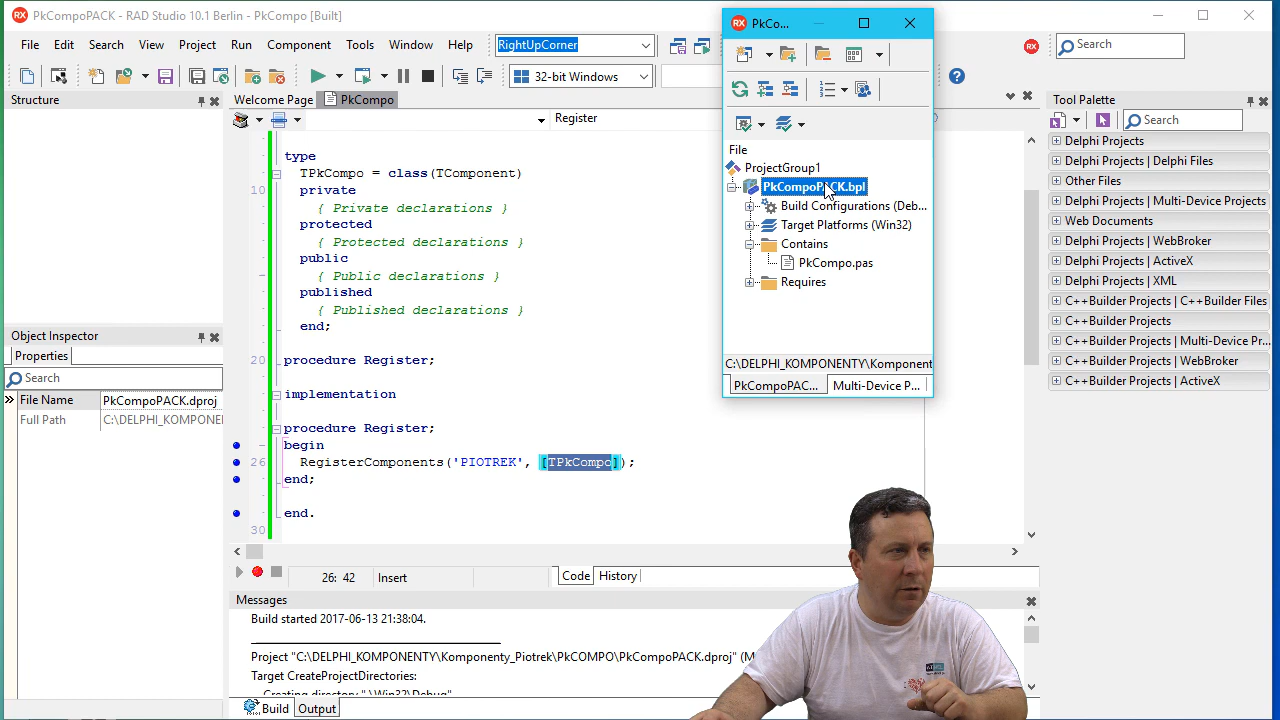 PkCompoPACK - RAD Studio 10.1 Berlin - PkCompo [Built]
File Edit Search View Project Run Component Tools Window Help
RightUpCorner
Search
32-bit Windows
Structure
Welcome Page
PkCompo
Register
type
TPkCompo = class(TComponent)
10
private
{ Private declarations }
protected
{ Protected declarations }
public
{ Public declarations }
published
{ Published declarations }
end;
20
procedure Register;
implementation
procedure Register;
begin
26
RegisterComponents('PIOTREK', [TPkCompo]);
end;
end.
30
26: 42
Insert
Code
History
Object Inspector
Properties
Search
File Name
PkCompoPACK.dproj
Full Path
Messages
Build started 2017-06-13 21:38:04.
Project "C:\DELPHI_KOMPONENTY\Komponenty_Piotrek\PkCOMPO\PkCompoPACK.dproj"
Target CreateProjectDirectories:
Creating directory ".\Win32\Debug".
Build
Output
PkCo...
File
ProjectGroup1
PkCompoPACK.bpl
Build Configurations (Deb...
Target Platforms (Win32)
Contains
PkCompo.pas
Requires
PkCompoPAC...
Multi-Device P...
Tool Palette
Search
Delphi Projects
Delphi Projects | Delphi Files
Other Files
Delphi Projects | Multi-Device Projects
Web Documents
Delphi Projects | WebBroker
Delphi Projects | ActiveX
Delphi Projects | XML
C++Builder Projects | C++Builder Files
C++Builder Projects
C++Builder Projects | Multi-Device Pr...
C++Builder Projects | WebBroker
C++Builder Projects | ActiveX